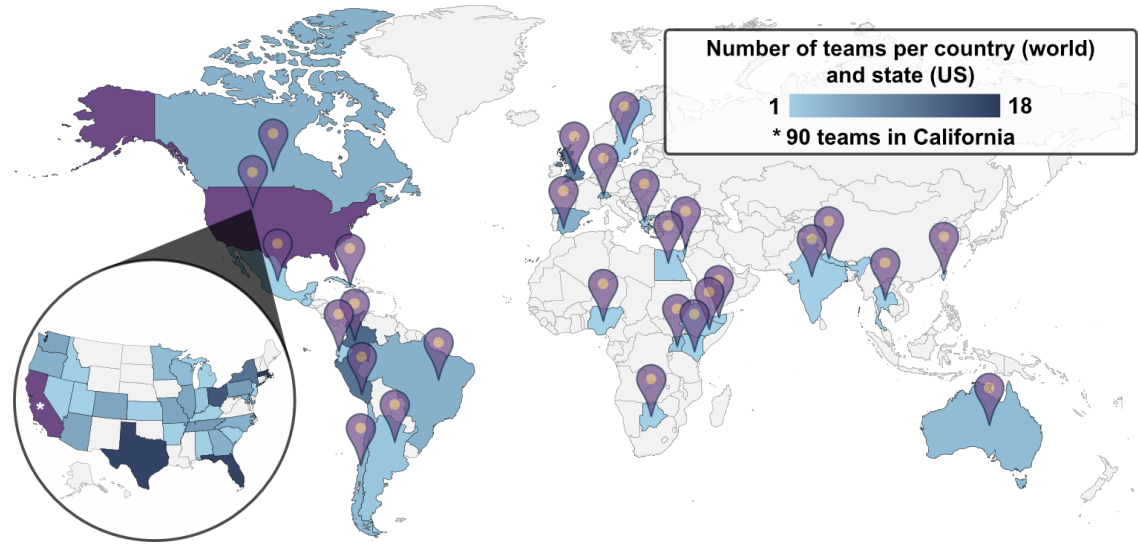 Number of teams per country (world)
and state (US)
1 18
* 90 teams in California
*